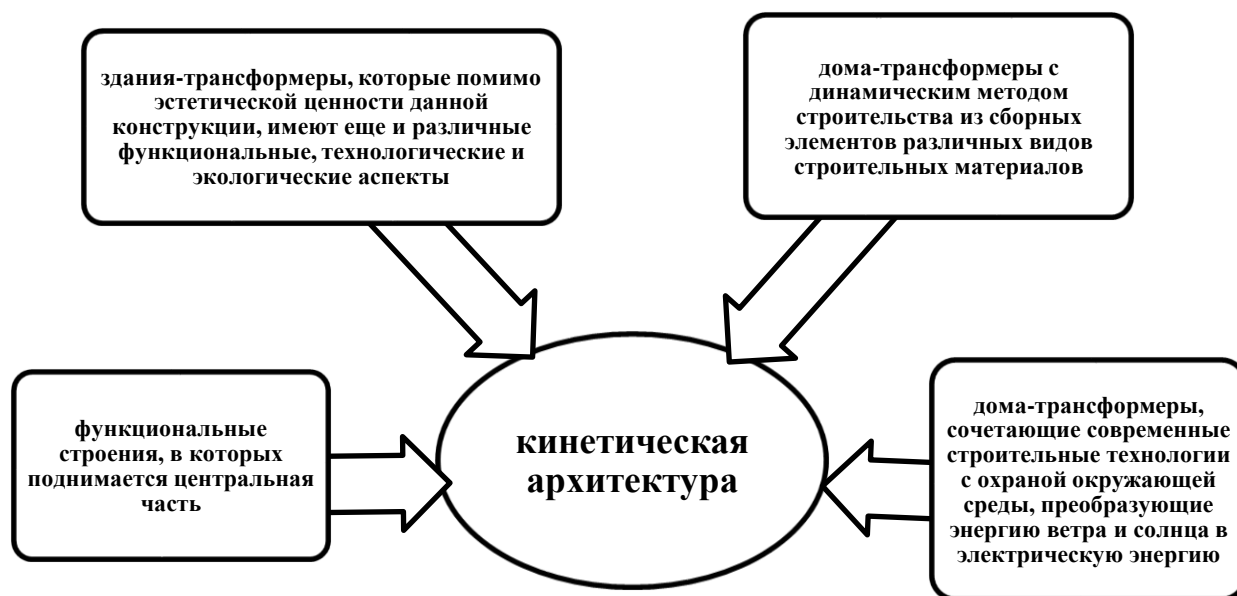 здания-трансформеры, которые помимо
эстетической ценности данной
конструкции, имеют еще и различные
функциональные, технологические и
экологические аспекты
дома-трансформеры с
динамическим методом
строительства из сборных
элементов различных видов
строительных материалов
функциональные
строения, в которых
поднимается центральная
часть
кинетическая
архитектура
дома-трансформеры,
сочетающие современные
строительные технологии
с охраной окружающей
среды, преобразующие
энергию ветра и солнца в
электрическую энергию